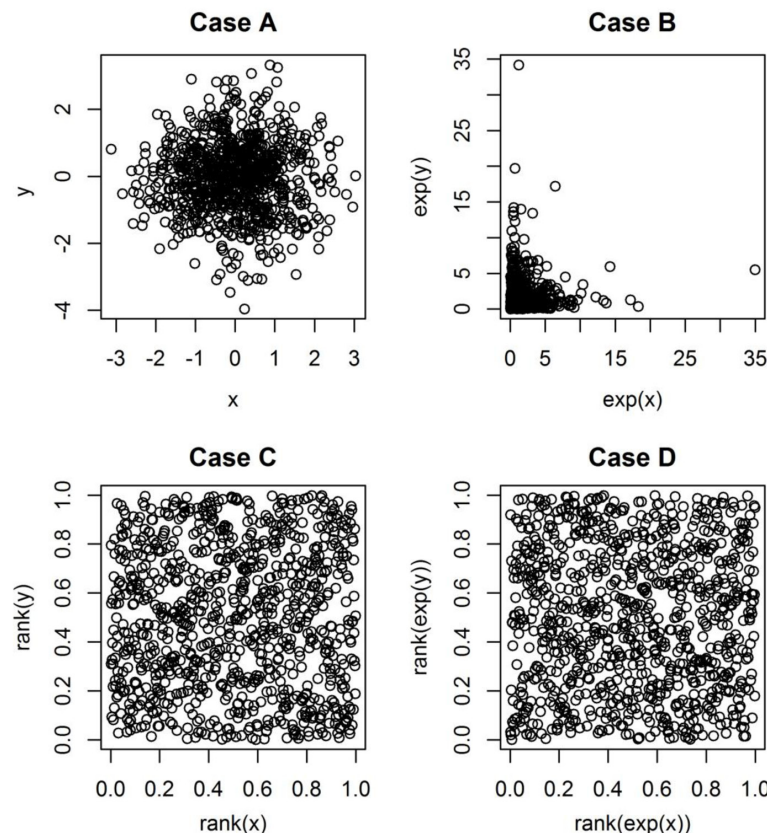 Case A
y
2
0
-2
-4
-3 -2 -1 0 1 2 3
x
Case B
exp(y)
35
25
15
5
0
0 5 15 25 35
exp(x)
Case C
rank(y)
1.0
0.8
0.6
0.4
0.2
0.0
0.0 0.2 0.4 0.6 0.8 1.0
rank(x)
Case D
rank(exp(y))
1.0
0.8
0.6
0.4
0.2
0.0
0.0 0.2 0.4 0.6 0.8 1.0
rank(exp(x))